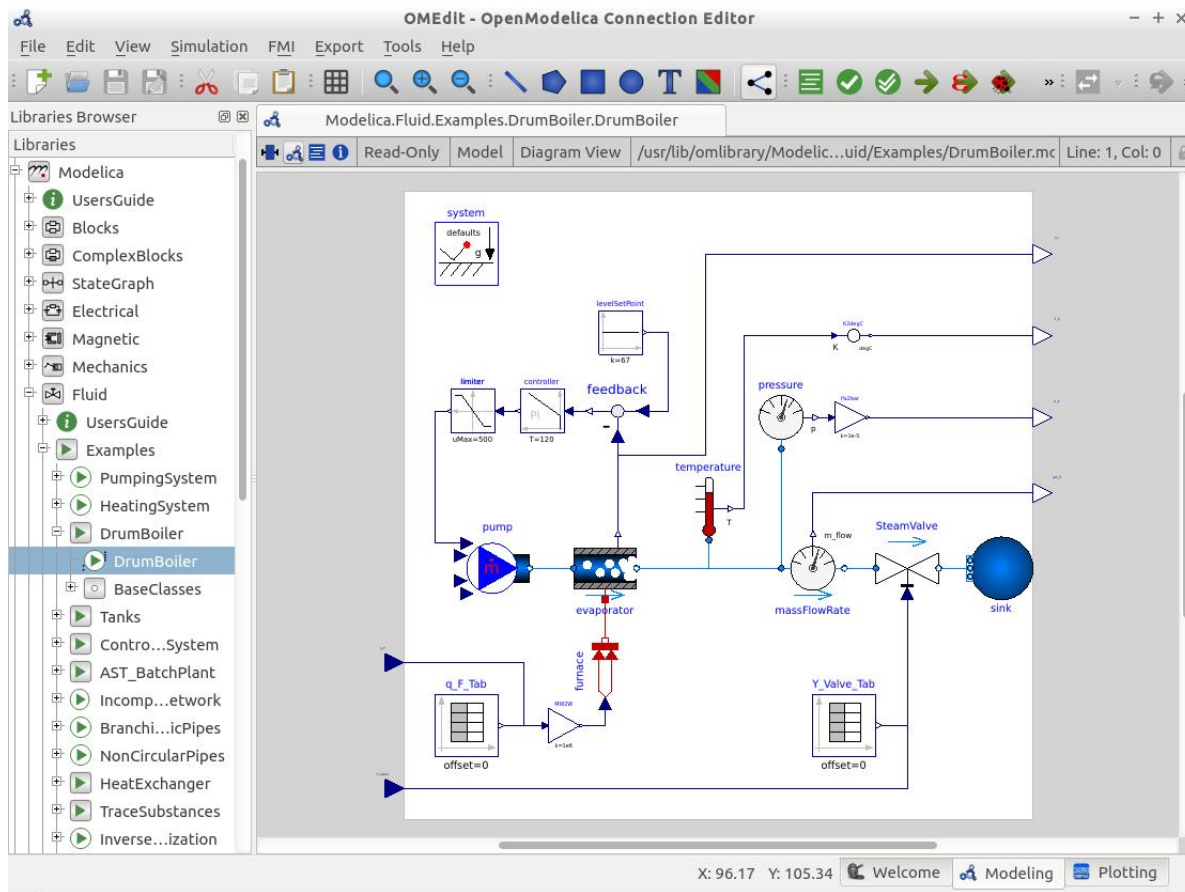 OMEdit - OpenModelica Connection Editor
File Edit View Simulation FMI Export Tools Help
T
»
Libraries Browser
Modelica.Fluid.Examples.DrumBoiler.DrumBoiler
Libraries
Read-Only Model Diagram View /usr/lib/omlibrary/Modelic...uid/Examples/DrumBoiler.mo Line: 1, Col: 0
Modelica
UsersGuide
Blocks
ComplexBlocks
StateGraph
Electrical
Magnetic
Mechanics
Fluid
UsersGuide
Examples
PumpingSystem
HeatingSystem
DrumBoiler
DrumBoiler
BaseClasses
Tanks
Contro...System
AST_BatchPlant
Incomp...etwork
Branchi...icPipes
NonCircularPipes
HeatExchanger
TraceSubstances
Inverse...ization
system
defaults
g
levelSetPoint
k=67
K2degC
K
degC
limiter
controller
feedback
PI
uMax=500
T=120
-
pressure
p
Pa2bar
k=1e-5
temperature
T
pump
m
evaporator
m_flow
massFlowRate
SteamValve
sink
furnace
q_F_Tab
offset=0
MW2W
k=1e6
Y_Valve_Tab
offset=0
X: 96.17 Y: 105.34 Welcome Modeling Plotting